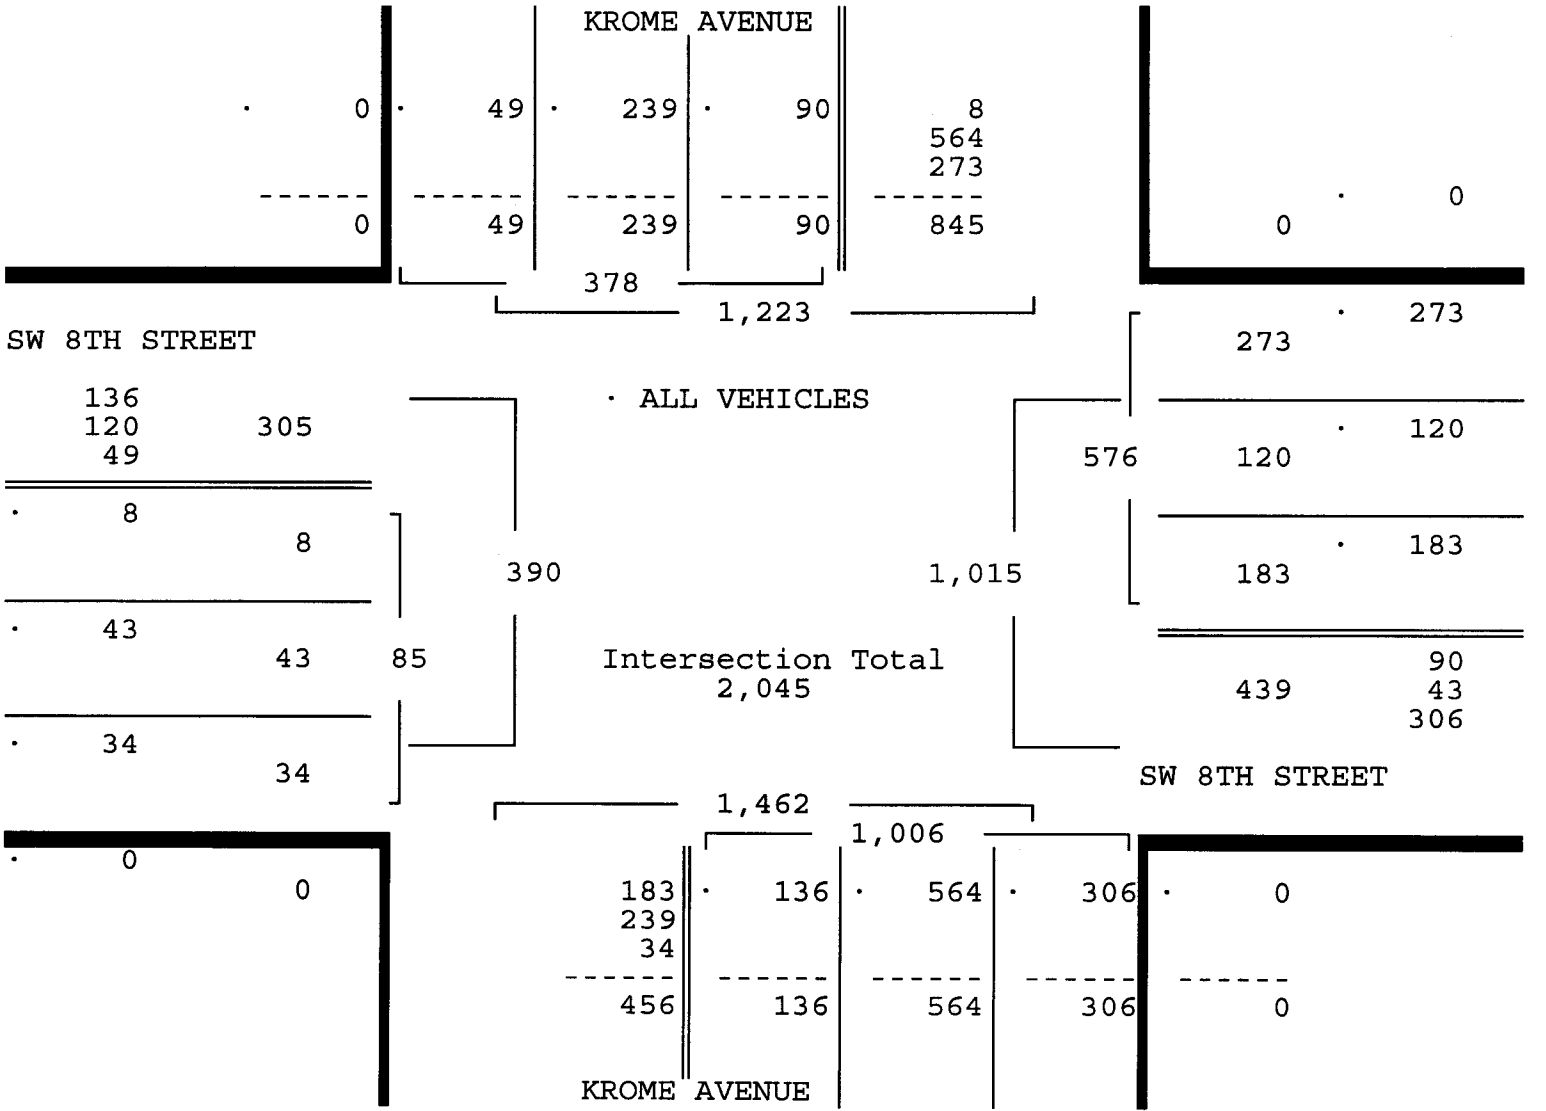 KROME AVENUE
· 0 · 49 · 239 · 90 8
564
273
------ ------ ------ ------ ------ · 0
0 49 239 90 845 0
378
1,223 · 273
SW 8TH STREET 273
136 · ALL VEHICLES
120 305 · 120
49 576 120
· 8
8 · 183
390 1,015 183
· 43
43 85 Intersection Total 90
2,045 439 43
306
· 34
34 SW 8TH STREET
1,462
1,006
· 0
0 183 · 136 · 564 · 306 · 0
239
34
------ ------ ------ ------ ------
456 136 564 306 0
KROME AVENUE